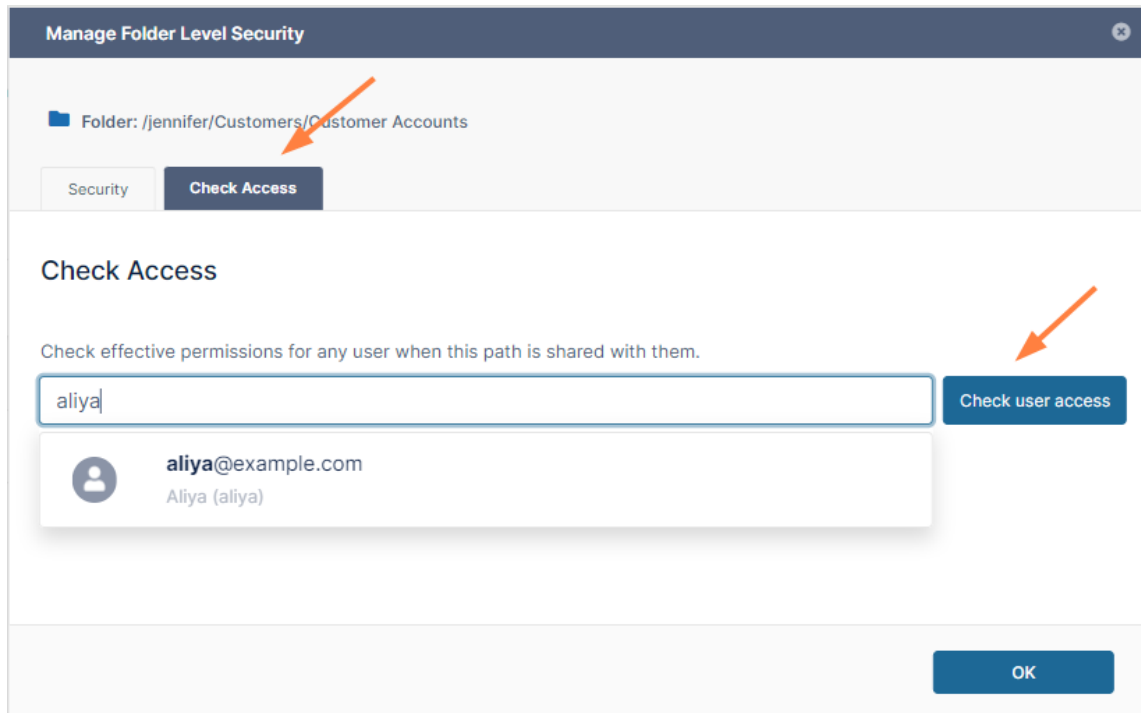 Manage Folder Level Security
Folder: /jennifer/Customers/Customer Accounts
Security
Check Access
Check Access
Check effective permissions for any user when this path is shared with them.
aliya
Check user access
aliya@example.com
Aliya (aliya)
OK